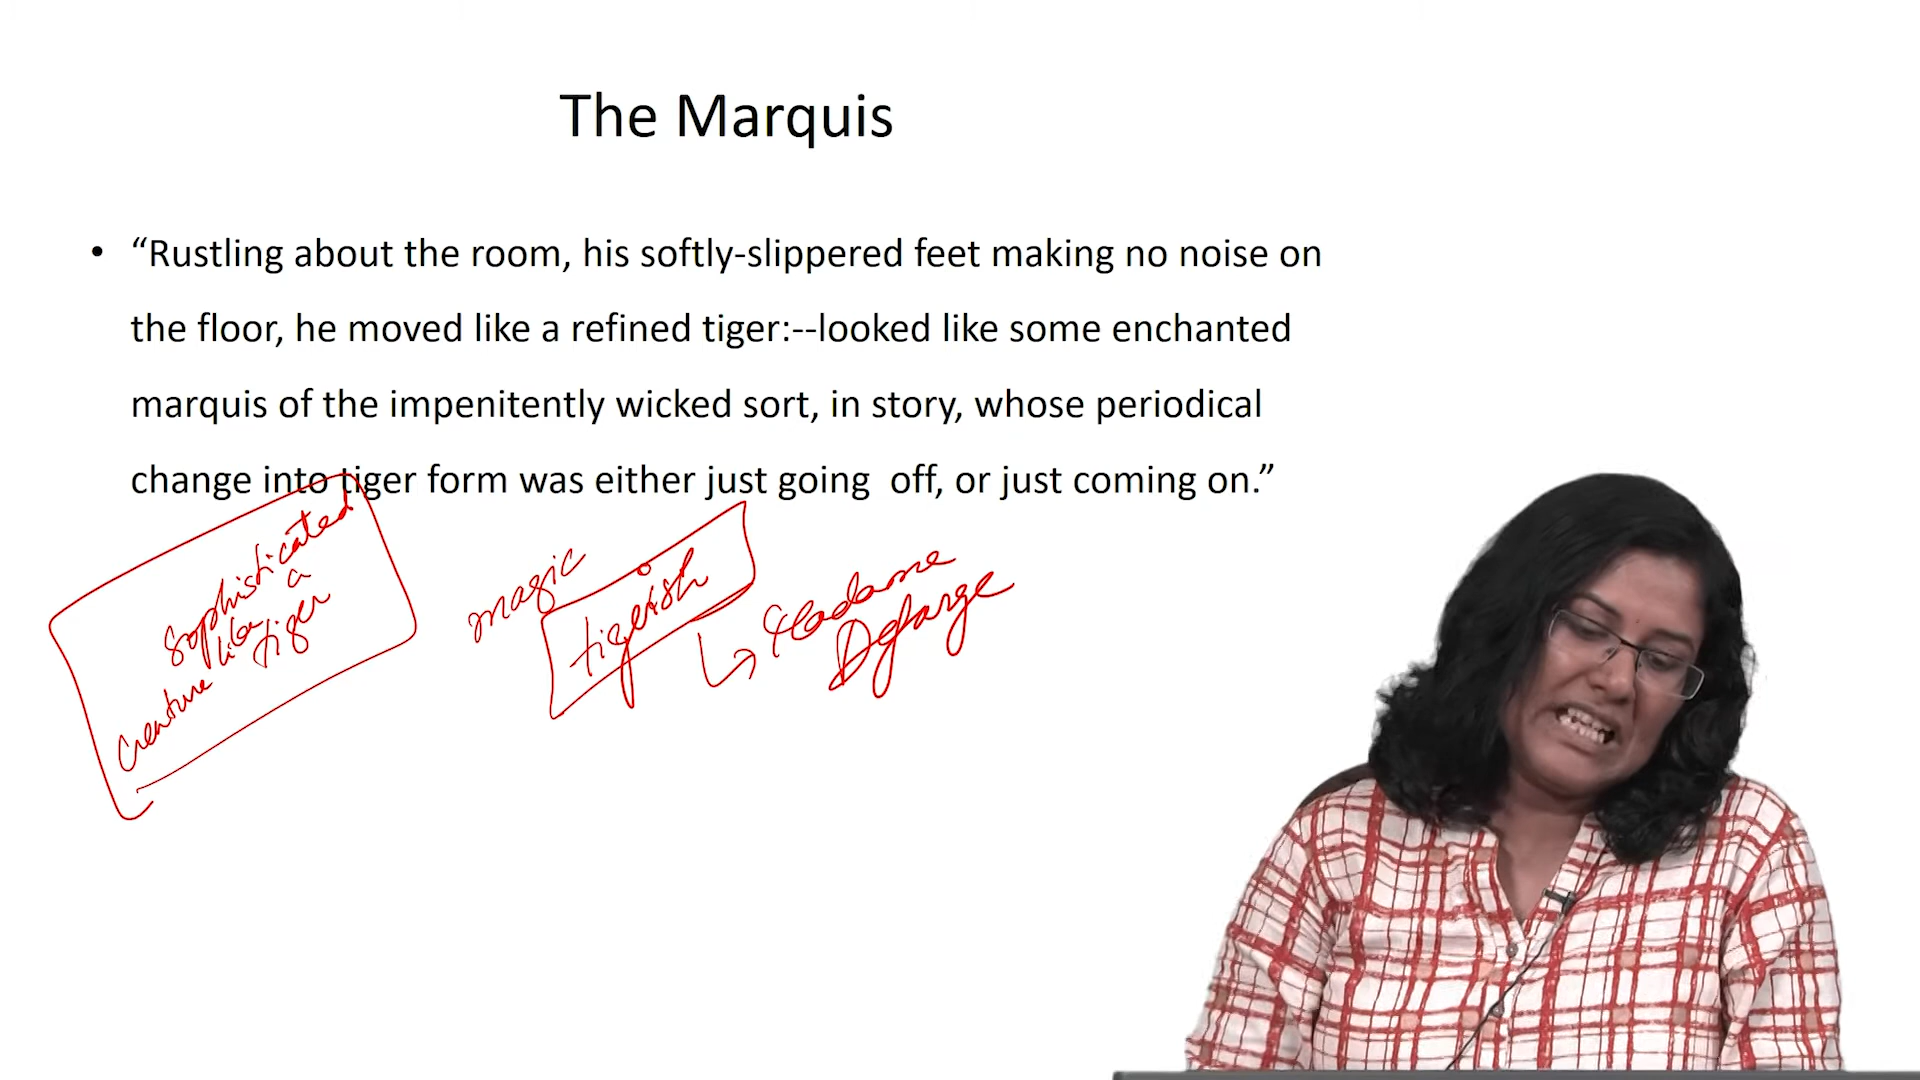 The Marquis
• “Rustling about the room, his softly-slippered feet making no noise on
the floor, he moved like a refined tiger:--looked like some enchanted
marquis of the impenitently wicked sort, in story, whose periodical
change into tiger form was either just going  off, or just coming on.”
sophisticated
like a
tiger
creature
magic
tigerish
Madame
Defarge